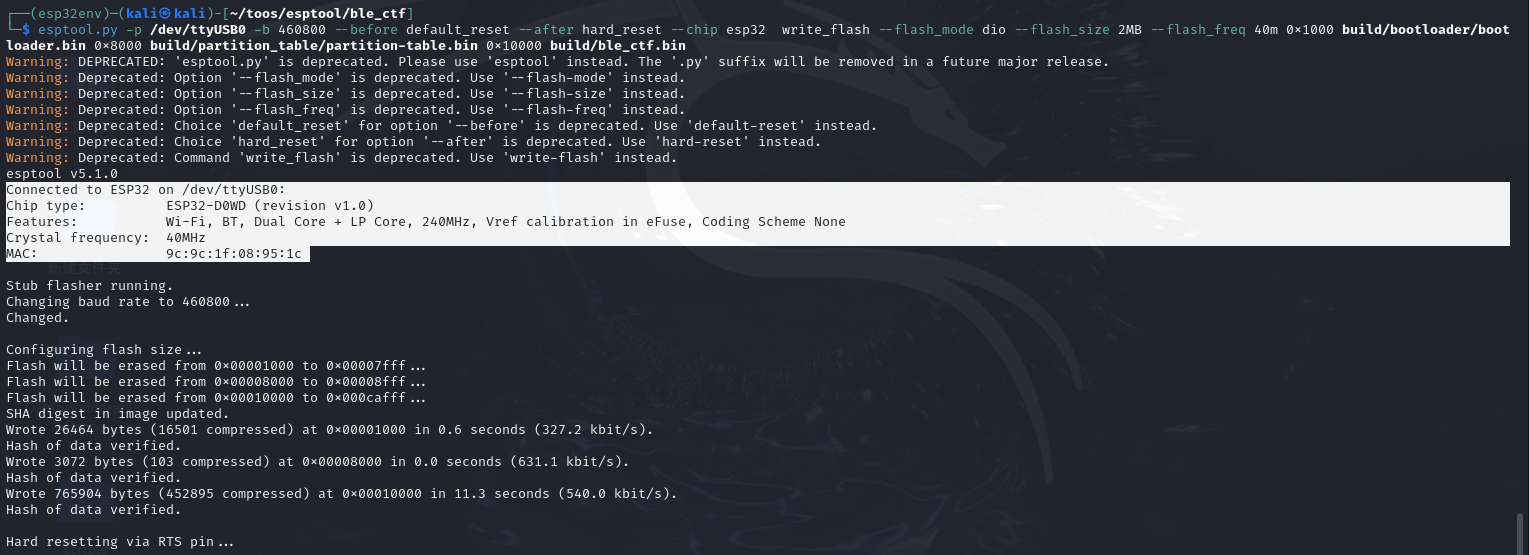 ┌──(esp32env)─(kali㉿kali)-[~/toos/esptool/ble_ctf]
└─$ esptool.py -p /dev/ttyUSB0 -b 460800 --before default_reset --after hard_reset --chip esp32  write_flash --flash_mode dio --flash_size 2MB --flash_freq 40m 0×1000 build/bootloader/boot
loader.bin 0×8000 build/partition_table/partition-table.bin 0×10000 build/ble_ctf.bin
Warning: DEPRECATED: 'esptool.py' is deprecated. Please use 'esptool' instead. The '.py' suffix will be removed in a future major release.
Warning: Deprecated: Option '--flash_mode' is deprecated. Use '--flash-mode' instead.
Warning: Deprecated: Option '--flash_size' is deprecated. Use '--flash-size' instead.
Warning: Deprecated: Option '--flash_freq' is deprecated. Use '--flash-freq' instead.
Warning: Deprecated: Choice 'default_reset' for option '--before' is deprecated. Use 'default-reset' instead.
Warning: Deprecated: Choice 'hard_reset' for option '--after' is deprecated. Use 'hard-reset' instead.
Warning: Deprecated: Command 'write_flash' is deprecated. Use 'write-flash' instead.
esptool v5.1.0
Connected to ESP32 on /dev/ttyUSB0:
Chip type:          ESP32-D0WD (revision v1.0)
Features:           Wi-Fi, BT, Dual Core + LP Core, 240MHz, Vref calibration in eFuse, Coding Scheme None
Crystal frequency:  40MHz
MAC:                9c:9c:1f:08:95:1c
新建文件夹
Stub flasher running.
Changing baud rate to 460800...
Changed.
Configuring flash size...
Flash will be erased from 0×00001000 to 0×00007fff...
Flash will be erased from 0×00008000 to 0×00008fff...
Flash will be erased from 0×00010000 to 0×000cafff...
SHA digest in image updated.
Wrote 26464 bytes (16501 compressed) at 0×00001000 in 0.6 seconds (327.2 kbit/s).
Hash of data verified.
Wrote 3072 bytes (103 compressed) at 0×00008000 in 0.0 seconds (631.1 kbit/s).
Hash of data verified.
Wrote 765904 bytes (452895 compressed) at 0×00010000 in 11.3 seconds (540.0 kbit/s).
Hash of data verified.
Hard resetting via RTS pin...